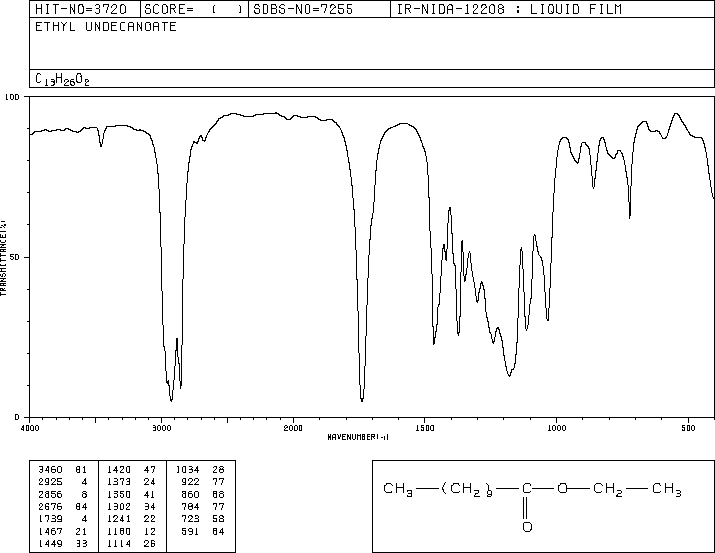 HIT-NO=3720 SCORE= ( ) SDBS-NO=7255 IR-NIDA-12208 : LIQUID FILM
ETHYL UNDECANOATE
C13H26O2
100
50
0
TRANSMITTANCE(%)
4000 3000 2000 1500 1000 500
WAVENUMBER(-1)
3460 81 1420 47 1034 28
2925 4 1373 24 922 77
2856 8 1350 41 860 68
2676 84 1302 34 784 77
1739 4 1241 22 723 58
1467 21 1180 12 591 84
1449 33 1114 26
CH3—(CH2)9—C—O—CH2—CH3
O